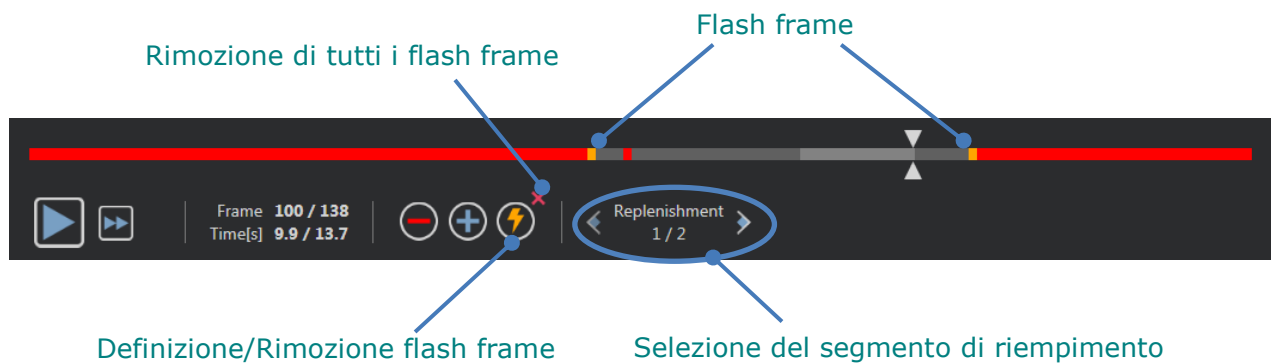 Flash frame
Rimozione di tutti i flash frame
Frame 100 / 138
Time[s] 9.9 / 13.7
Replenishment
1 / 2
Definizione/Rimozione flash frame
Selezione del segmento di riempimento